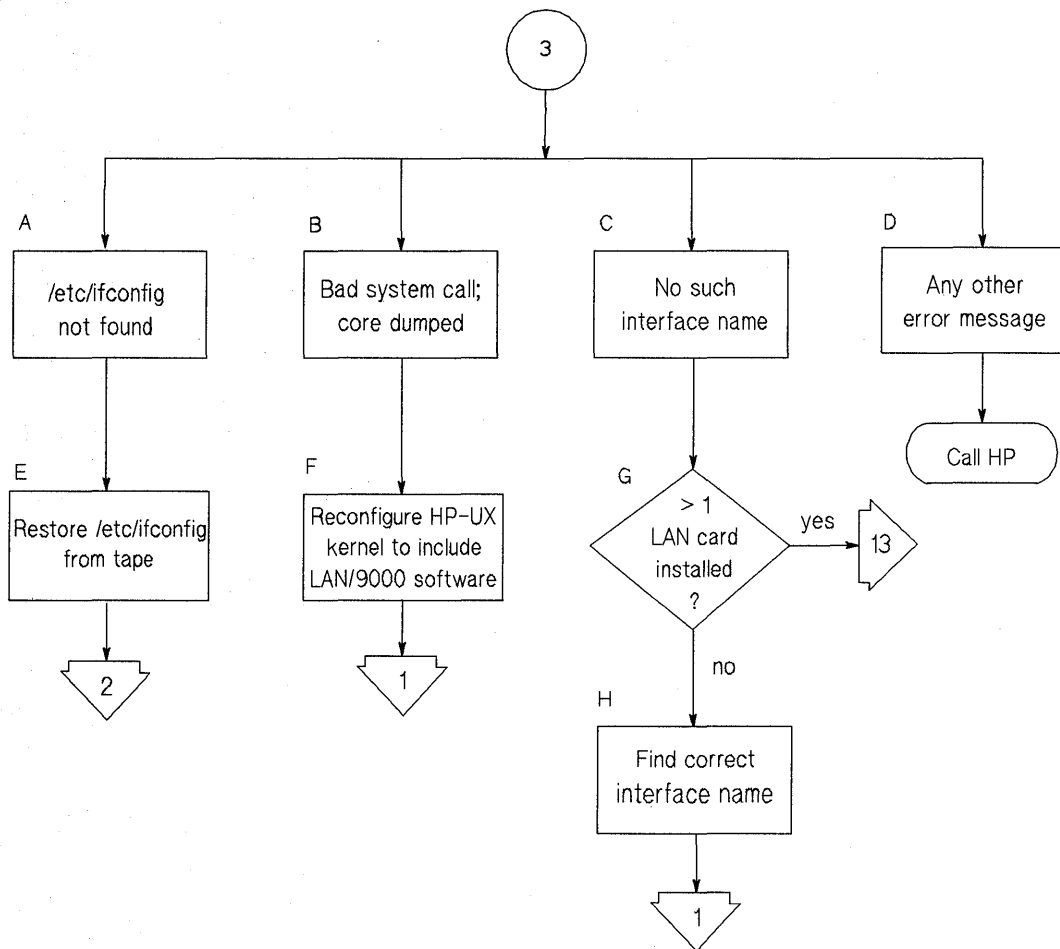 3
A
B
C
D
/etc/ifconfig
not found
Bad system call;
core dumped
No such
interface name
Any other
error message
Call HP
E
Restore /etc/ifconfig
from tape
F
Reconfigure HP-UX
kernel to include
LAN/9000 software
G
> 1
LAN card
installed
?
yes
13
2
1
no
H
Find correct
interface name
1